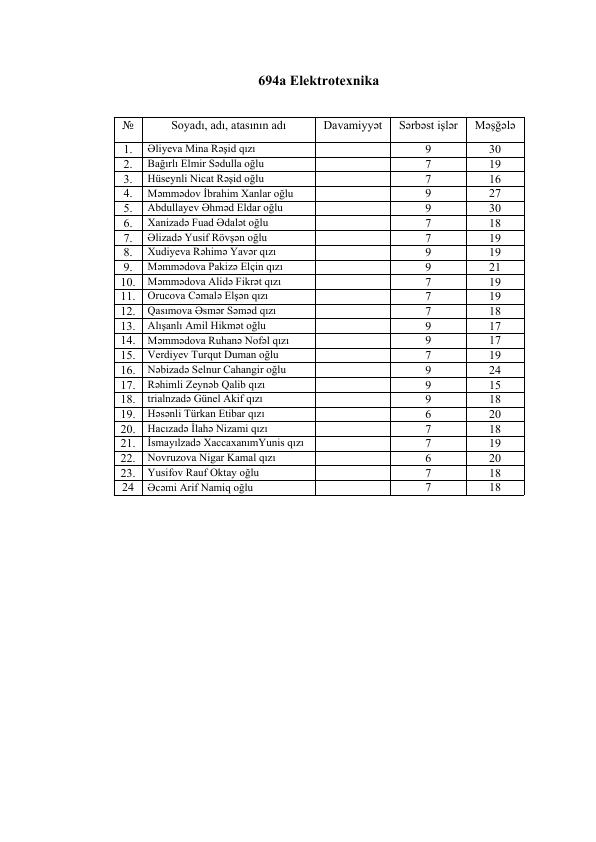 694a Elektrotexnika
№ Soyadı, adı, atasının adı Davamiyyət Sərbəst işlər Məşğələ
1. Əliyeva Mina Rəşid qızı 9 30
2. Bağırlı Elmir Sədulla oğlu 7 19
3. Hüseynli Nicat Rəşid oğlu 7 16
4. Məmmədov İbrahim Xanlar oğlu 9 27
5. Abdullayev Əhməd Eldar oğlu 9 30
6. Xanizadə Fuad Ədalət oğlu 7 18
7. Əlizadə Yusif Rövşən oğlu 7 19
8. Xudiyeva Rəhimə Yavər qızı 9 19
9. Məmmədova Pakizə Elçin qızı 9 21
10. Məmmədova Alidə Fikrət qızı 7 19
11. Orucova Cəmalə Elşən qızı 7 19
12. Qasımova Əsmər Səməd qızı 7 18
13. Alışanlı Amil Hikmət oğlu 9 17
14. Məmmədova Ruhanə Nofəl qızı 9 17
15. Verdiyev Turqut Duman oğlu 7 19
16. Nəbizadə Selnur Cahangir oğlu 9 24
17. Rəhimli Zeynəb Qalib qızı 9 15
18. trialnzadə Günel Akif qızı 9 18
19. Həsənli Türkan Etibar qızı 6 20
20. Hacızadə İlahə Nizami qızı 7 18
21. İsmayılzadə XaccaxanımYunis qızı 7 19
22. Novruzova Nigar Kamal qızı 6 20
23. Yusifov Rauf Oktay oğlu 7 18
24 Əcəmi Arif Namiq oğlu 7 18